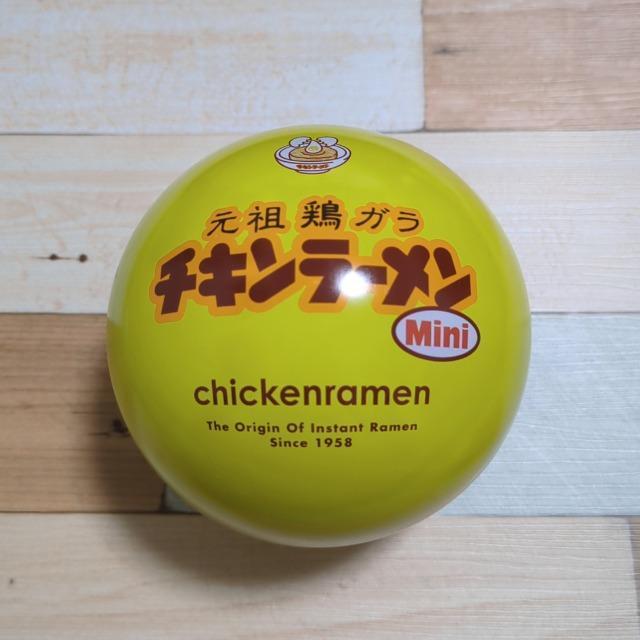 元祖鶏ガラ
チキンラーメン
Mini
chickenramen
The Origin Of Instant Ramen
Since 1958